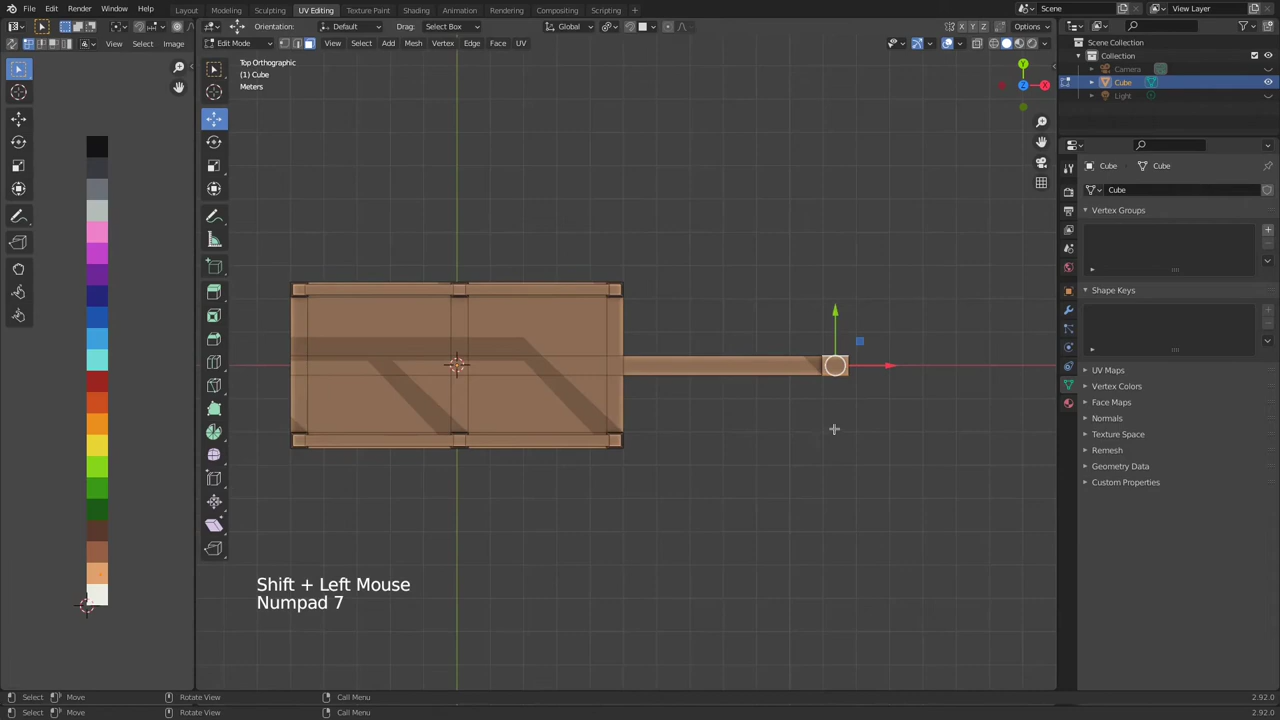 File Edit Render Window Help Layout Modeling Sculpting UV Editing Texture Paint Shading Animation Rendering Compositing Scripting + Scene View Layer
Orientation: Default Drag: Select Box Global Options
View Select Image Edit Mode View Select Add Mesh Vertex Edge Face UV
Top Orthographic
(1) Cube
Meters
Y
X
Z
Scene Collection
Collection
Camera
Cube
Light
Cube Cube
Cube
Vertex Groups
Shape Keys
UV Maps
Vertex Colors
Face Maps
Normals
Texture Space
Remesh
Geometry Data
Custom Properties
Shift + Left Mouse
Numpad 7
Select Move Rotate View Call Menu 2.92.0
Select Move Rotate View Call Menu 2.92.0